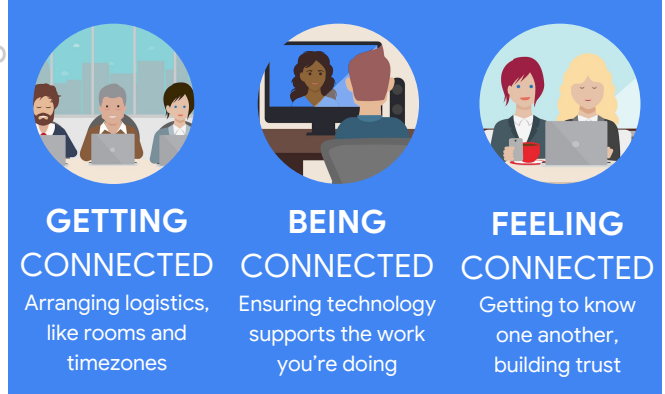 GETTING
CONNECTED
Arranging logistics,
like rooms and
timezones
BEING
CONNECTED
Ensuring technology
supports the work
you're doing
FEELING
CONNECTED
Getting to know
one another,
building trust